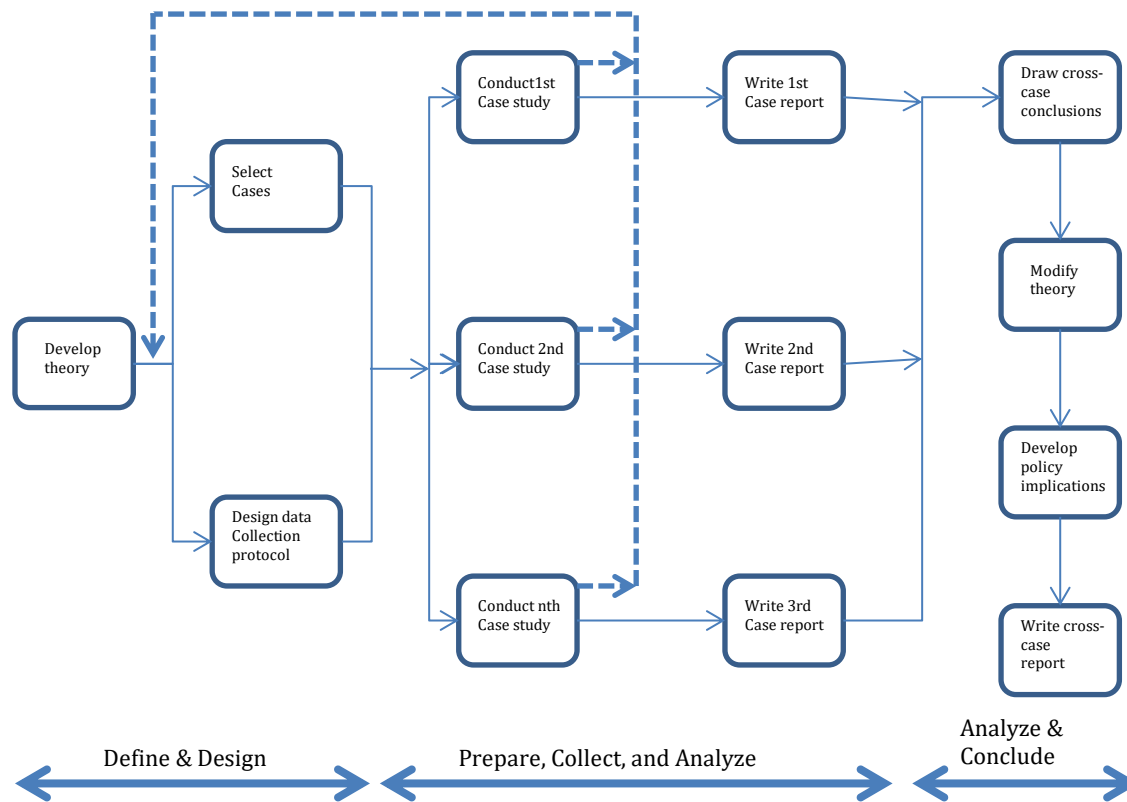 Develop
theory
Select
Cases
Design data
Collection
protocol
Conduct1st
Case study
Conduct 2nd
Case study
Conduct nth
Case study
Write 1st
Case report
Write 2nd
Case report
Write 3rd
Case report
Draw cross-
case
conclusions
Modify
theory
Develop
policy
implications
Write cross-
case
report
Define & Design
Prepare, Collect, and Analyze
Analyze &
Conclude